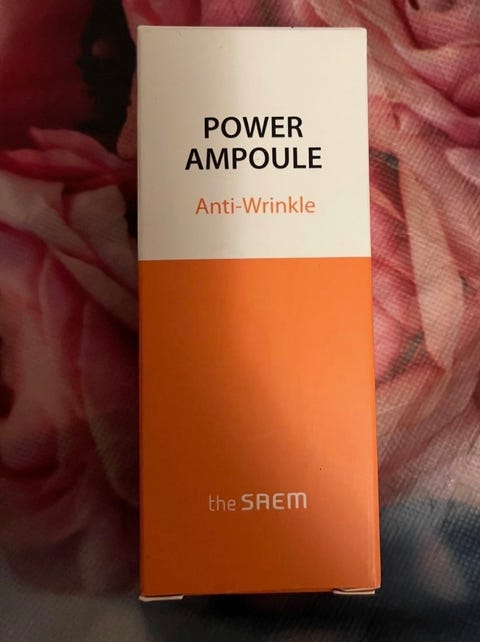 POWER
AMPOULE
Anti-Wrinkle
the SAEM